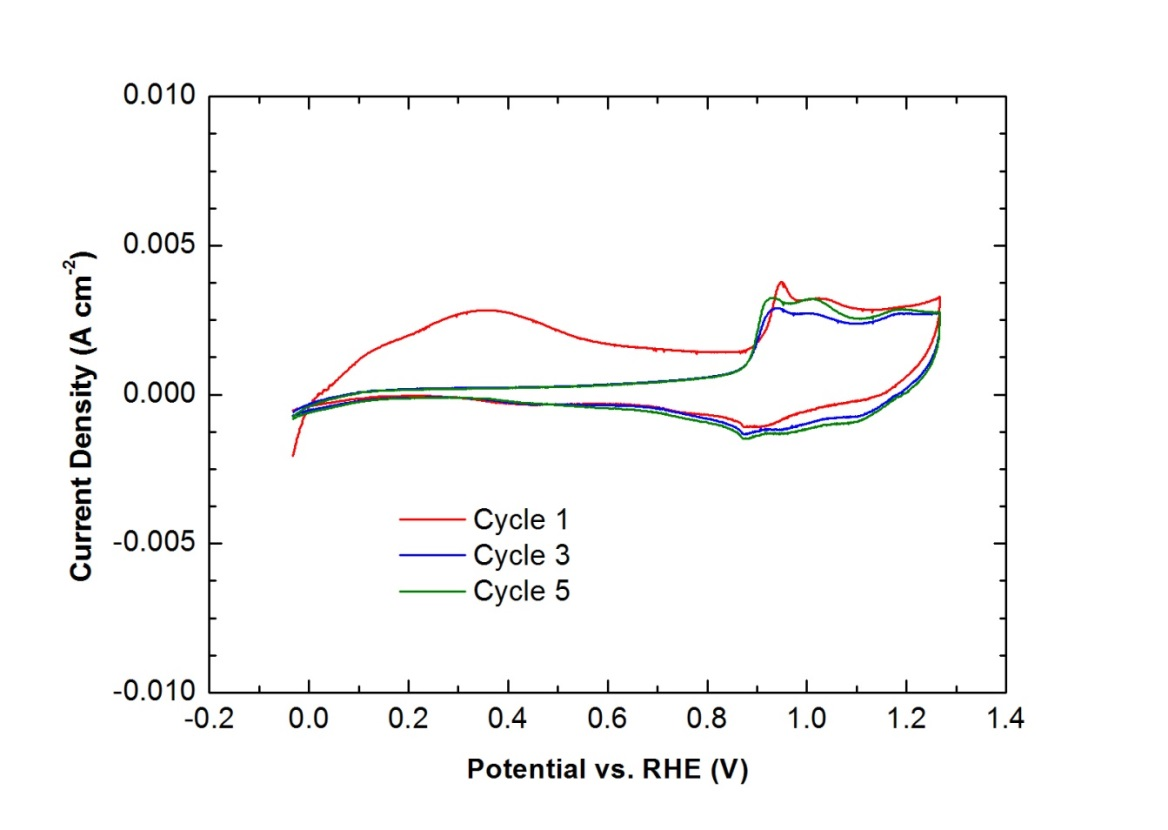 0.010
0.005
0.000
-0.005
-0.010
Current Density (A cm-2)
Cycle 1
Cycle 3
Cycle 5
-0.2 0.0 0.2 0.4 0.6 0.8 1.0 1.2 1.4
Potential vs. RHE (V)